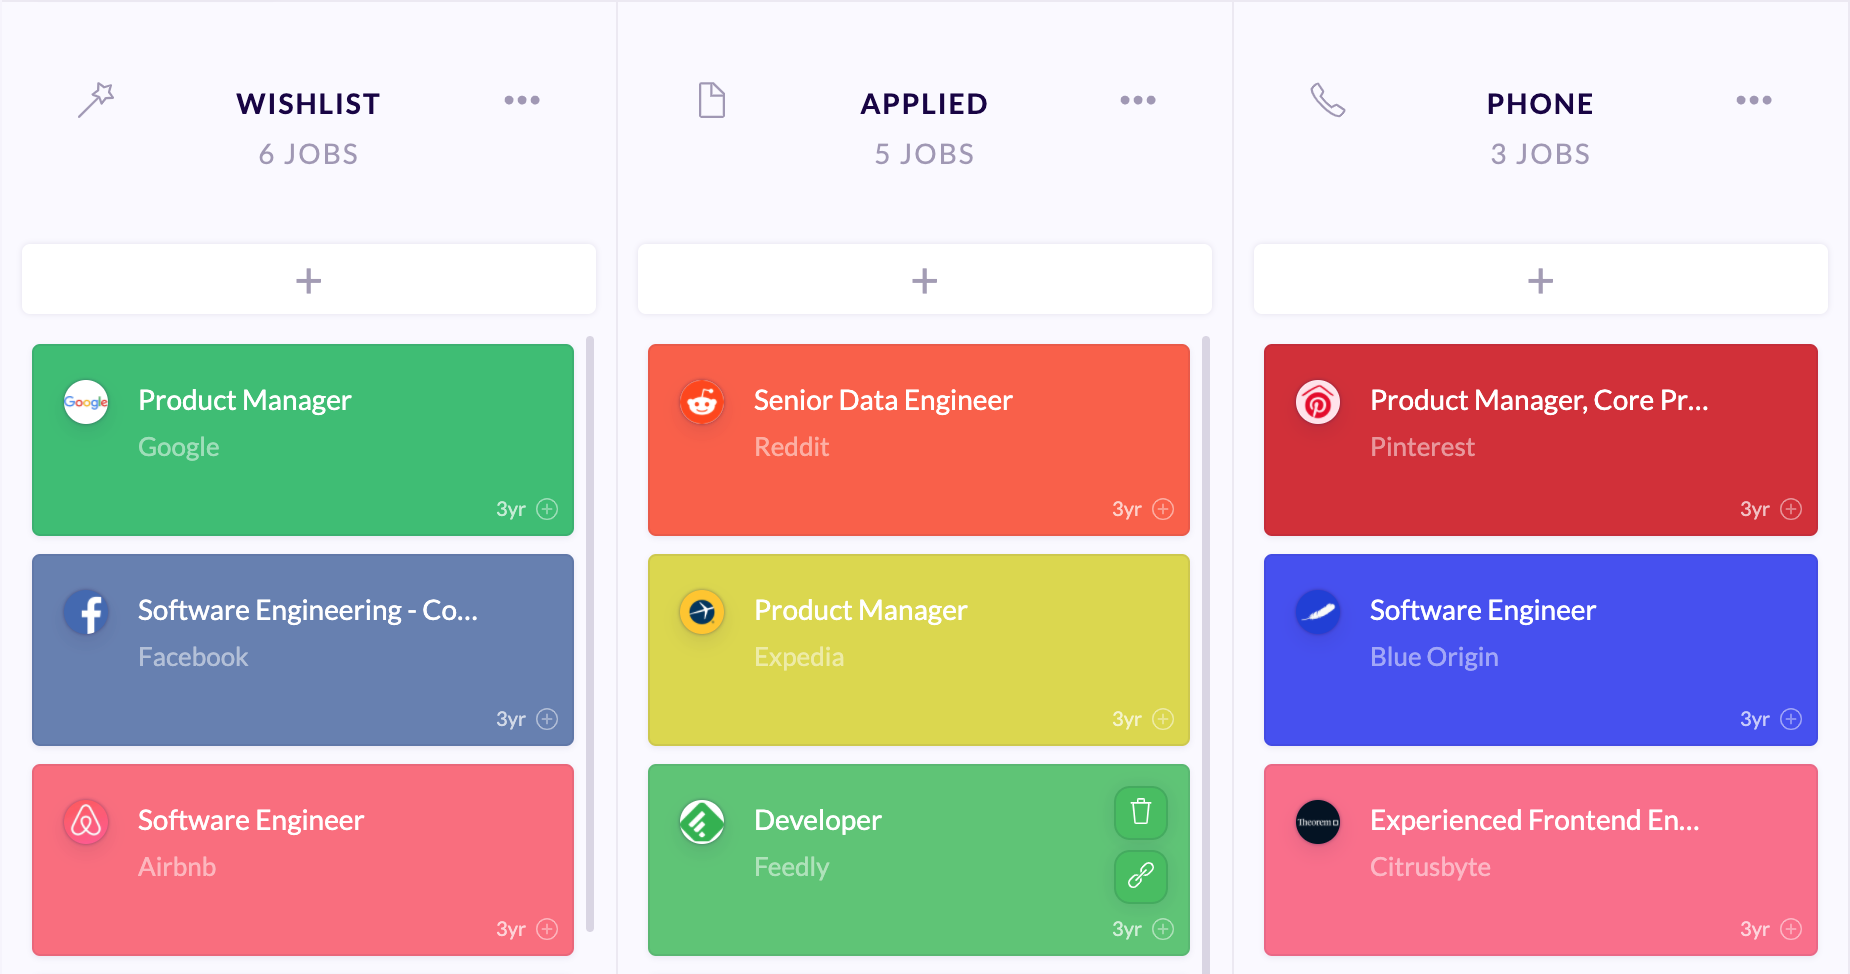 WISHLIST
6 JOBS
Google
Product Manager
Google
3yr
Software Engineering - Co...
Facebook
3yr
Software Engineer
Airbnb
3yr
APPLIED
5 JOBS
Senior Data Engineer
Reddit
3yr
Product Manager
Expedia
3yr
Developer
Feedly
3yr
PHONE
3 JOBS
Product Manager, Core Pr...
Pinterest
3yr
Software Engineer
Blue Origin
3yr
Theorem
Experienced Frontend En...
Citrusbyte
3yr